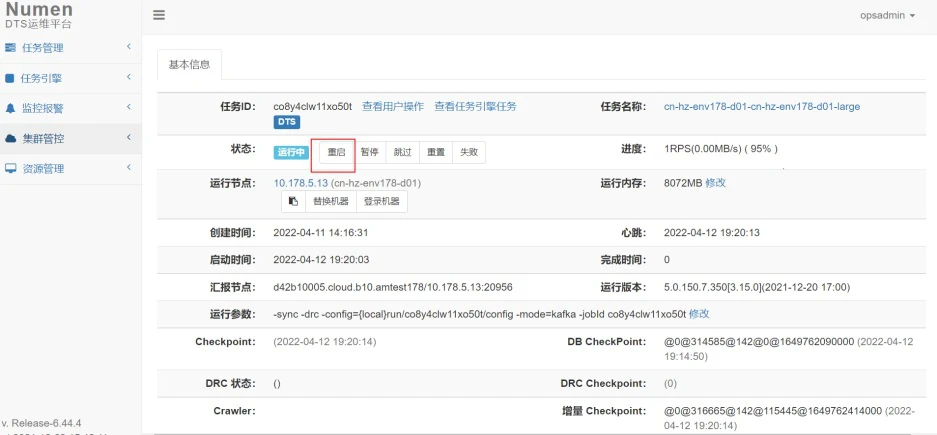 Numen
DTS运维平台
opsadmin
任务管理
任务引擎
监控报警
集群管控
资源管理
基本信息
任务ID: co8y4clw11xo50t 查看用户操作 查看任务引擎任务 任务名称: cn-hz-env178-d01-cn-hz-env178-d01-large
DTS
状态: 运行中 重启 暂停 跳过 重置 失败 进度: 1RPS(0.00MB/s) ( 95% )
运行节点: 10.178.5.13 (cn-hz-env178-d01) 运行内存: 8072MB 修改
替换机器 登录机器
创建时间: 2022-04-11 14:16:31 心跳: 2022-04-12 19:20:13
启动时间: 2022-04-12 19:20:03 完成时间: 0
汇报节点: d42b10005.cloud.b10.amtest178/10.178.5.13:20956 运行版本: 5.0.150.7.350[3.15.0](2021-12-20 17:00)
运行参数: -sync -drc -config={local}run/co8y4clw11xo50t/config -mode=kafka -jobId co8y4clw11xo50t 修改
Checkpoint: (2022-04-12 19:20:14) DB CheckPoint: @0@314585@142@0@1649762090000 (2022-04-12
19:14:50)
DRC 状态: () DRC Checkpoint: (0)
Crawler: 增量 Checkpoint: @0@316665@142@115445@1649762414000 (2022-
04-12 19:20:14)
v. Release-6.44.4